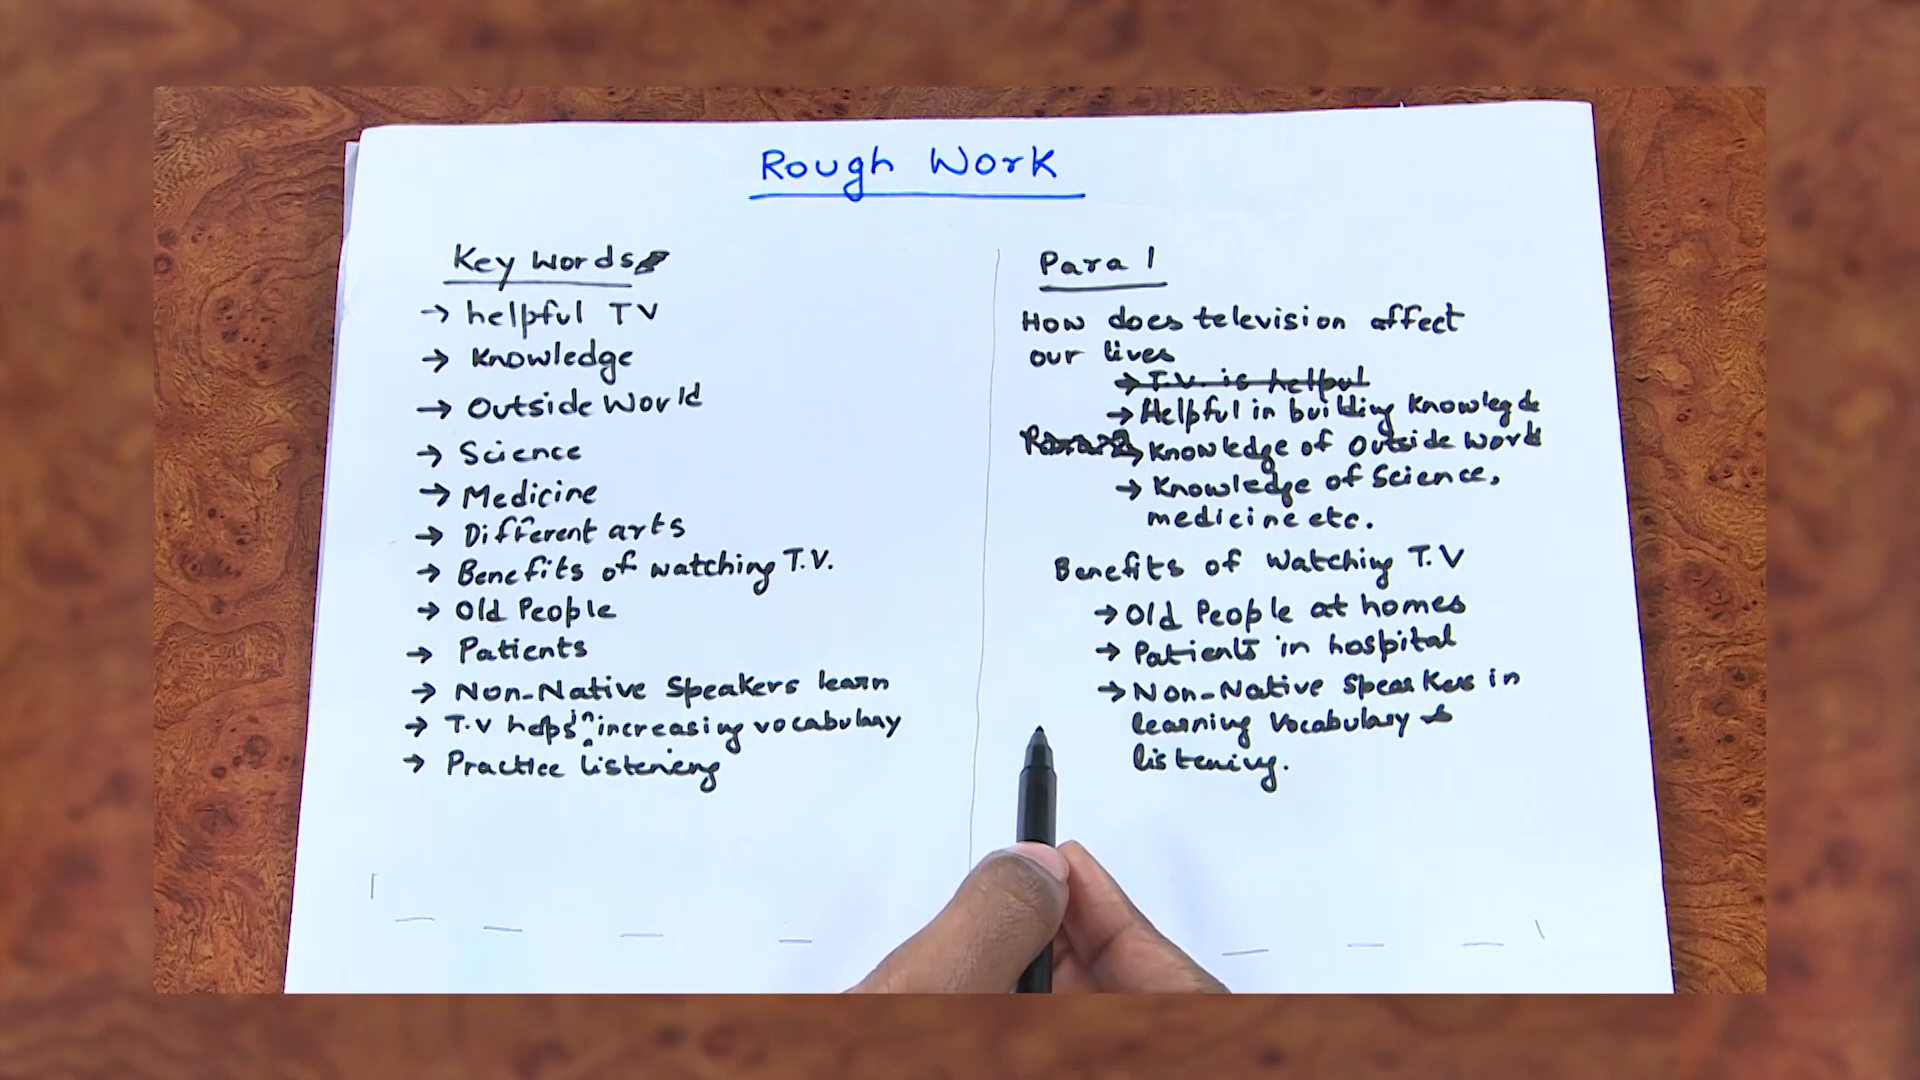 Rough Work
Key Words
→ helpful TV
→ Knowledge
→ Outside World
→ Science
→ Medicine
→ Different arts
→ Benefits of watching T.V.
→ Old People
→ Patients
→ Non-Native Speakers learn
→ T.V helps in increasing vocabulary
→ Practice listening
Para 1
How does television affect
our lives
→ T.V. is helpul
→ Helpful in building Knowlegde
→ Knowledge of Outside World
→ Knowledge of Science,
medicine etc.
Benefits of Watching T.V
→ Old People at homes
→ Patients in hospital
→ Non-Native Speakers in
learning Vocabulary &
listening.